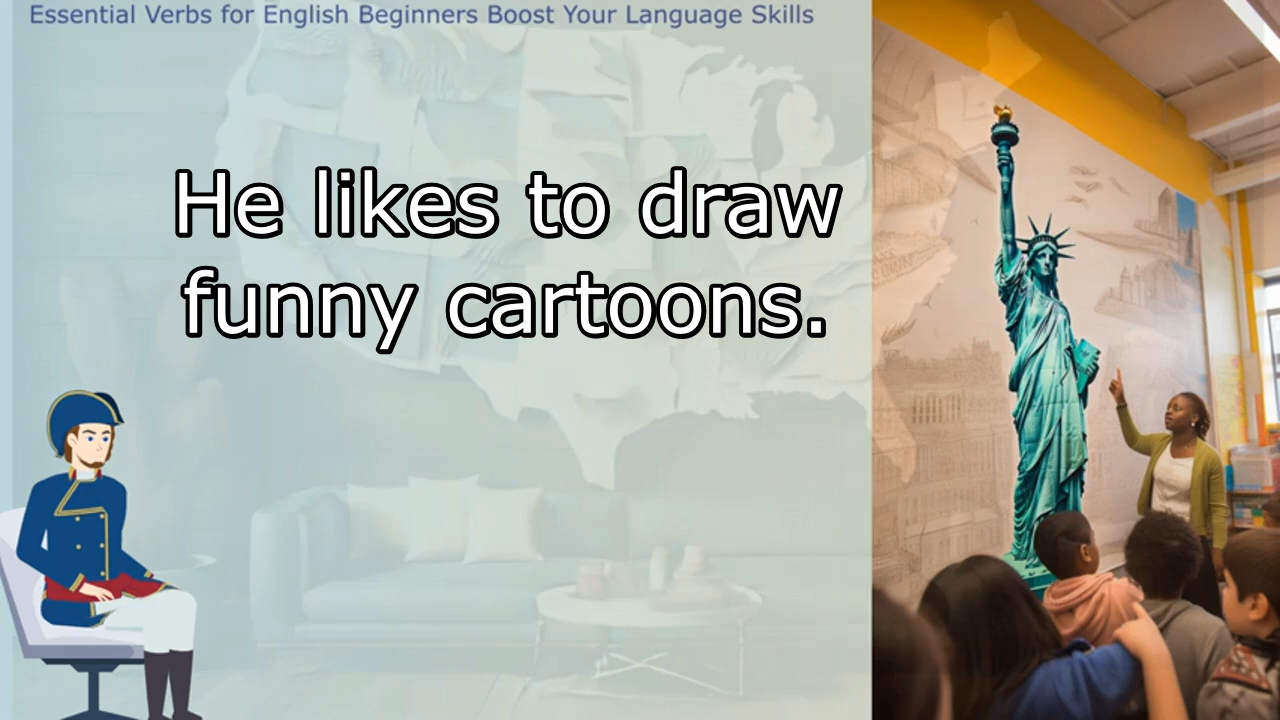 Essential Verbs for English Beginners Boost Your Language Skills
He likes to draw
funny cartoons.